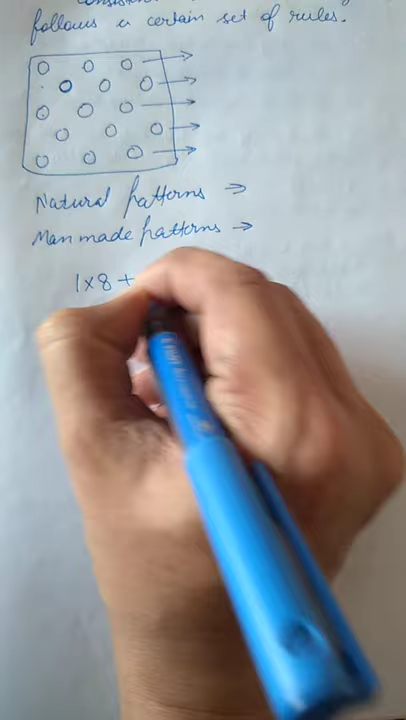 follows a certain set of rules.
Natural patterns ⇒
Man made patterns →
1×8+